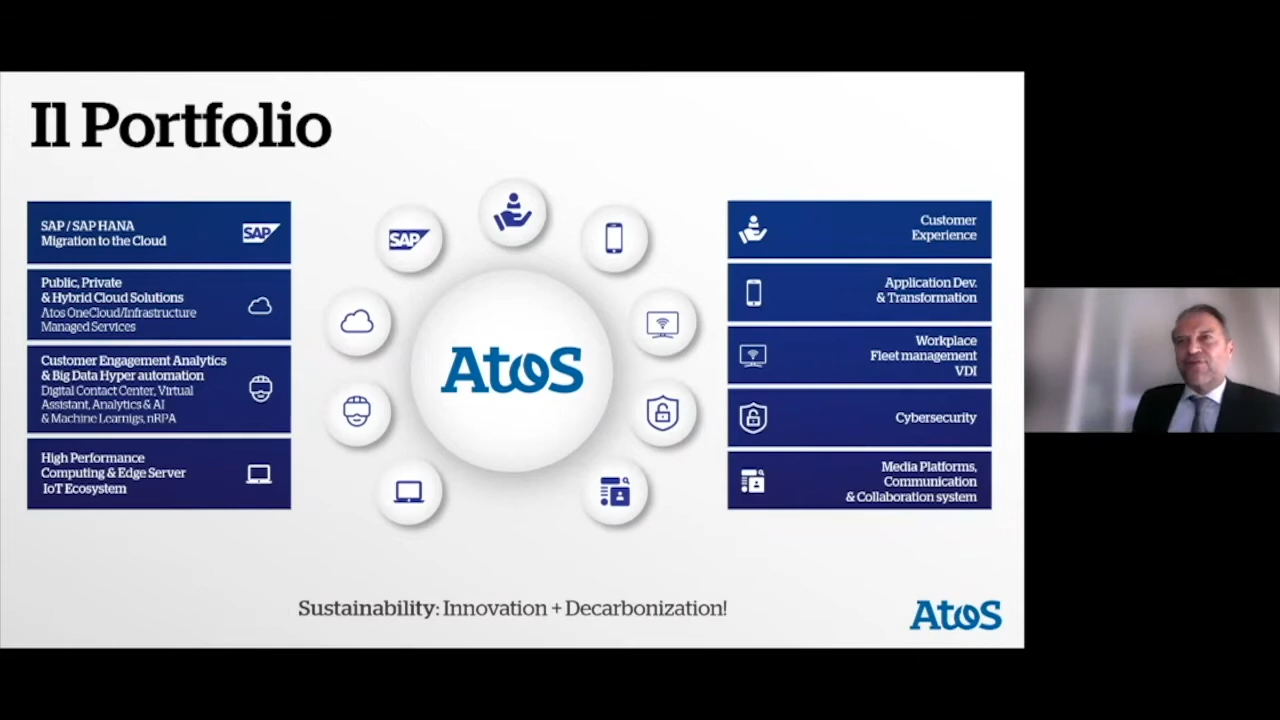 Il Portfolio
SAP / SAP HANA
Migration to the Cloud
SAP
Public, Private
& Hybrid Cloud Solutions
Atos OneCloud/Infrastructure
Managed Services
Customer Engagement Analytics
& Big Data Hyper automation
Digital Contact Center, Virtual
Assistant, Analytics & AI
& Machine Learnigs, nRPA
High Performance
Computing & Edge Server
IoT Ecosystem
SAP
Atos
Customer
Experience
Application Dev.
& Transformation
Workplace
Fleet management
VDI
Cybersecurity
Media Platforms,
Communication
& Collaboration system
Sustainability: Innovation + Decarbonization!
Atos